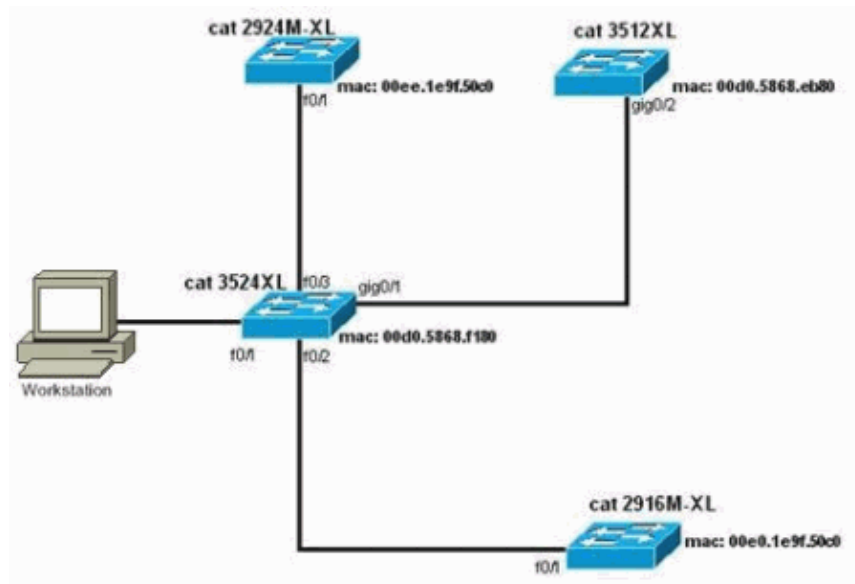 cat 2924M-XL
mac: 00ee.1e9f.50c0
f0/1
cat 3512XL
mac: 00d0.5868.eb80
gig0/2
cat 3524XL
f0/3
gig0/1
mac: 00d0.5868.f180
f0/1
f0/2
Workstation
cat 2916M-XL
mac: 00e0.1e9f.50c0
f0/1